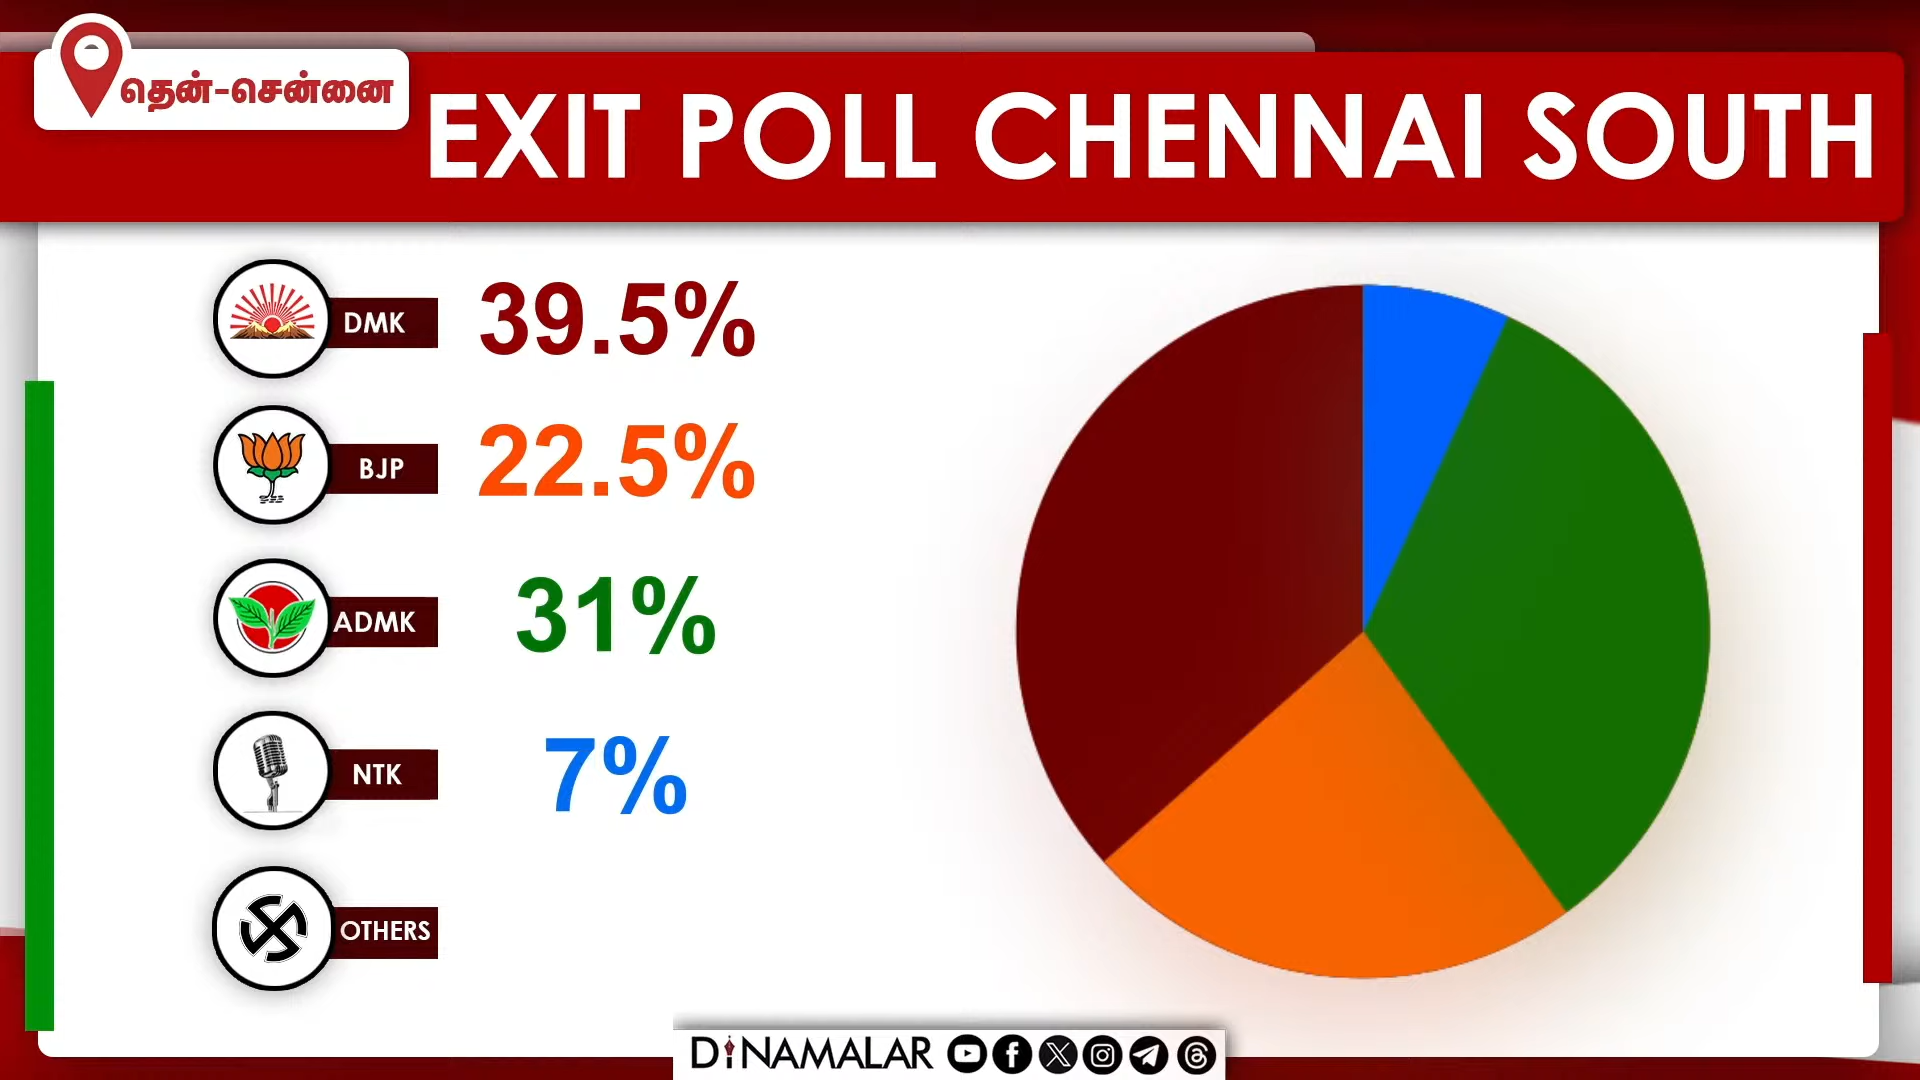 தென்-சென்னை
EXIT POLL CHENNAI SOUTH
DMK 39.5%
BJP 22.5%
ADMK 31%
NTK 7%
OTHERS
DINAMALAR